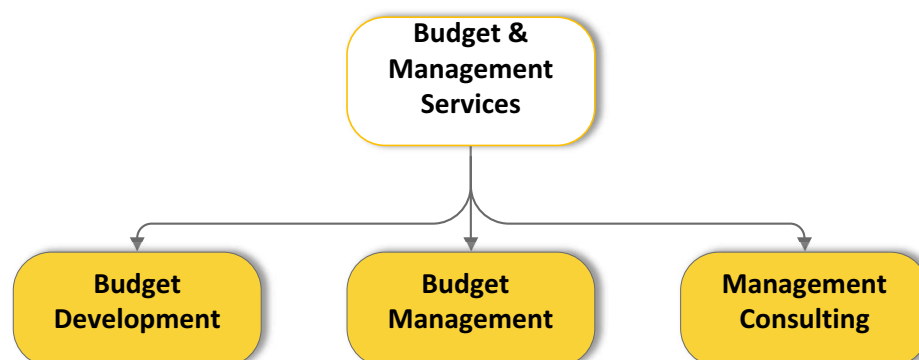 Budget &
Management
Services
Budget
Development
Budget
Management
Management
Consulting